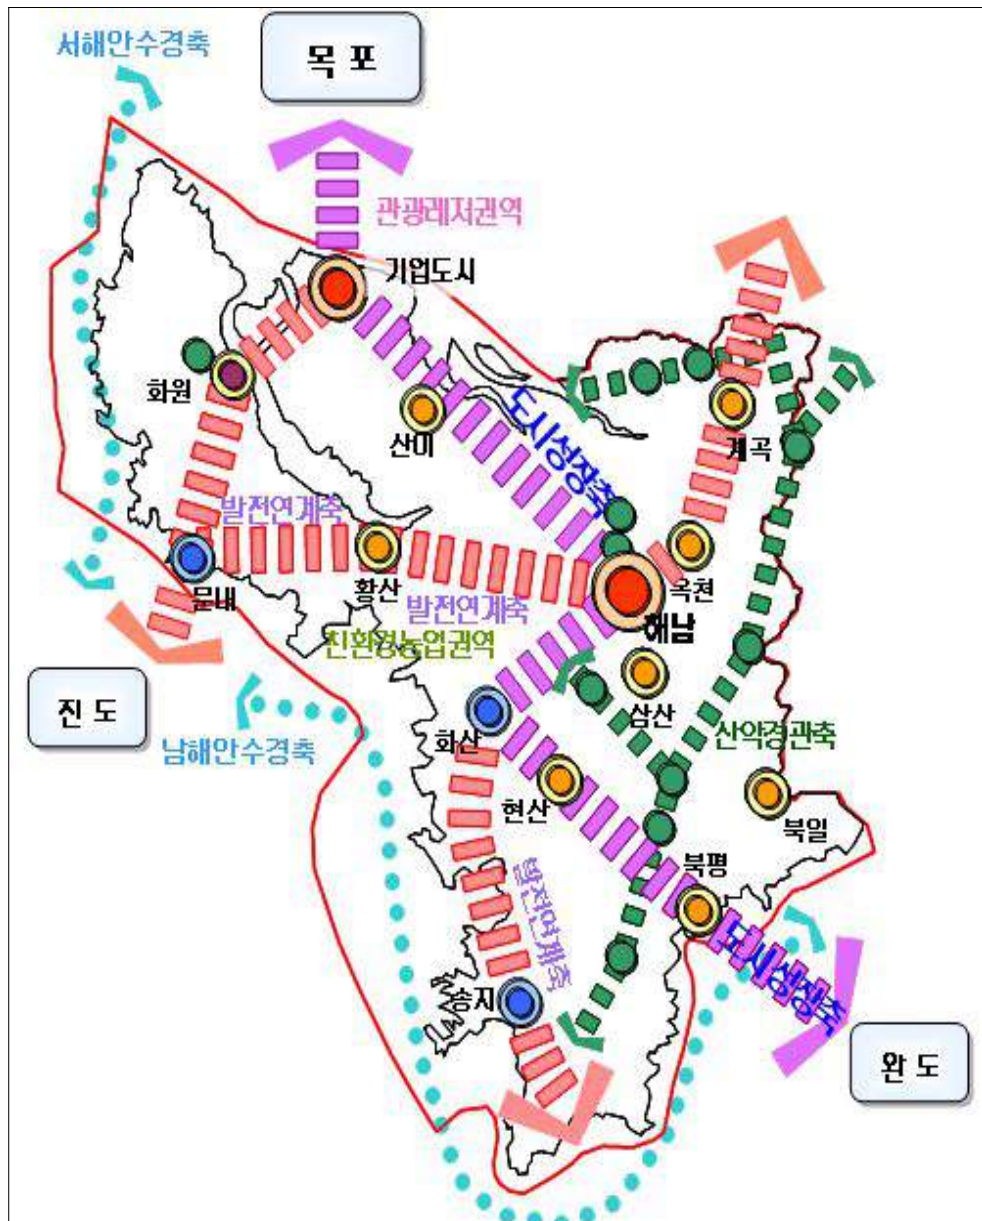 서해안수경축
목 포
관광레저권역
기업도시
화원
산이
도시성장축
계곡
발전연계축
문내
황산
발전연계축
옥천
해남
친환경농업권역
진 도
남해안수경축
삼산
화산
산악경관축
현산
북일
북평
발전연계축
도시성장축
송지
완 도